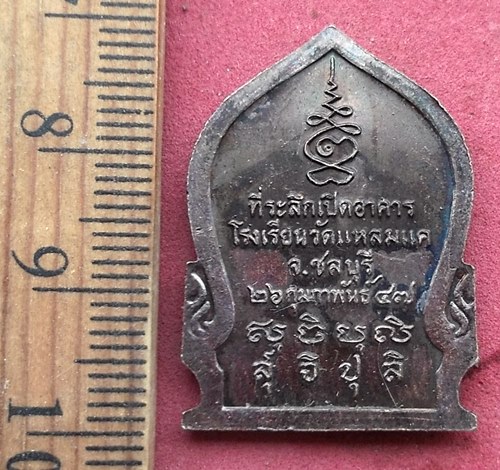 8
9
10
ที่ระลึกเปิดอาคาร
โรงเรียนวัดแหลมแค
จ.ชลบุรี
๒๖ กุมภาพันธ์ ๔๗
สุ วิ ปุ ลิ